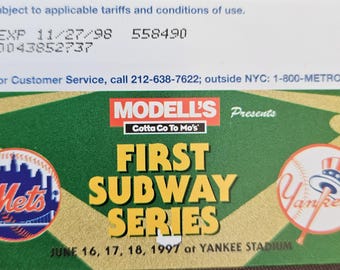 subject to applicable tariffs and conditions of use.
EXP 11/27/98 558490
0043852737
or Customer Service, call 212-638-7622; outside NYC: 1-800-METRO
MODELL'S Presents
Gotta Go To Mo's
FIRST
SUBWAY
SERIES
Mets
Yankees
JUNE 16, 17, 18, 1997 at YANKEE STADIUM